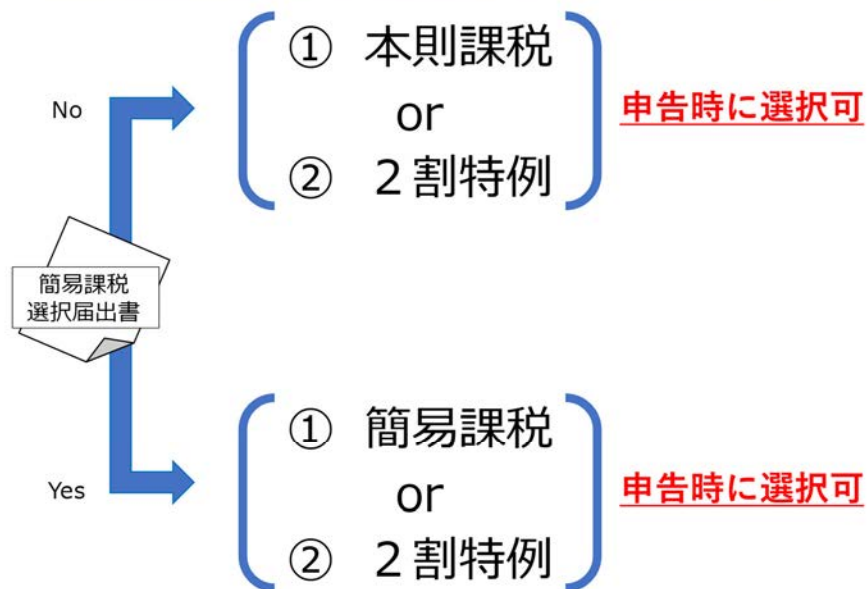 No
① 本則課税
or
② 2割特例
申告時に選択可
簡易課税
選択届出書
Yes
① 簡易課税
or
② 2割特例
申告時に選択可